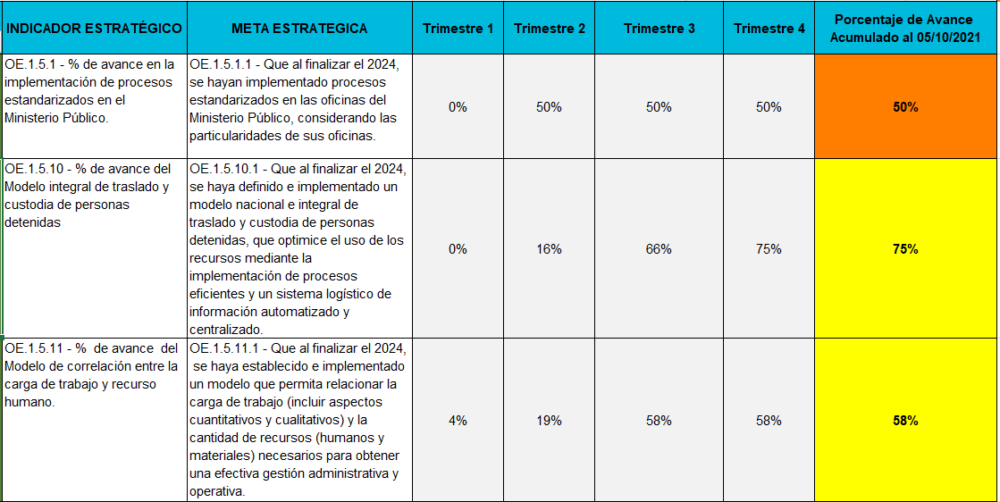 INDICADOR ESTRATÉGICO
META ESTRATEGICA
Trimestre 1
Trimestre 2
Trimestre 3
Trimestre 4
Porcentaje de Avance
Acumulado al 05/10/2021
OE.1.5.1 - % de avance en la
implementación de procesos
estandarizados en el
Ministerio Público.
OE.1.5.1.1 - Que al finalizar el 2024,
se hayan implementado procesos
estandarizados en las oficinas del
Ministerio Público, considerando las
particularidades de sus oficinas.
0%
50%
50%
50%
50%
OE.1.5.10 - % de avance del
Modelo integral de traslado y
custodia de personas
detenidas
OE.1.5.10.1 - Que al finalizar el 2024,
se haya definido e implementado un
modelo nacional e integral de
traslado y custodia de personas
detenidas, que optimice el uso de los
recursos mediante la
implementación de procesos
eficientes y un sistema logístico de
información automatizado y
centralizado.
0%
16%
66%
75%
75%
OE.1.5.11 - % de avance del
Modelo de correlación entre la
carga de trabajo y recurso
humano.
OE.1.5.11.1 - Que al finalizar el 2024,
se haya establecido e implementado
un modelo que permita relacionar la
carga de trabajo (incluir aspectos
cuantitativos y cualitativos) y la
cantidad de recursos (humanos y
materiales) necesarios para obtener
una efectiva gestión administrativa y
operativa.
4%
19%
58%
58%
58%